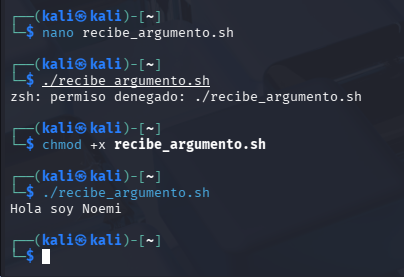 ┌──(kali㉿kali)-[~]
└─$ nano recibe_argumento.sh
┌──(kali㉿kali)-[~]
└─$ ./recibe_argumento.sh
zsh: permiso denegado: ./recibe_argumento.sh
┌──(kali㉿kali)-[~]
└─$ chmod +x recibe_argumento.sh
┌──(kali㉿kali)-[~]
└─$ ./recibe_argumento.sh
Hola soy Noemi
┌──(kali㉿kali)-[~]
└─$